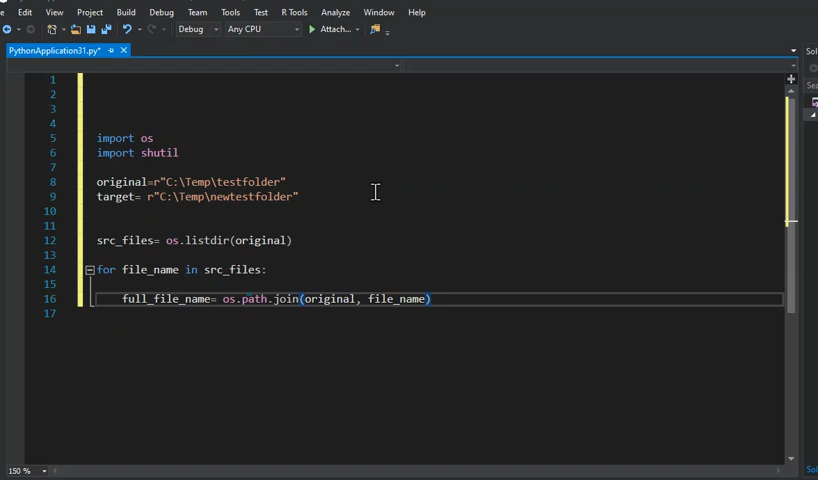 e Edit View Project Build Debug Team Tools Test R Tools Analyze Window Help
Debug Any CPU Attach...
PythonApplication31.py* Sol
Sea
1
2
3
4
5 import os
6 import shutil
7
8 original=r"C:\Temp\testfolder"
9 target= r"C:\Temp\newtestfolder"
10
11
12 src_files= os.listdir(original)
13
14 for file_name in src_files:
15
16 full_file_name= os.path.join(original, file_name)
17
150 % Sol